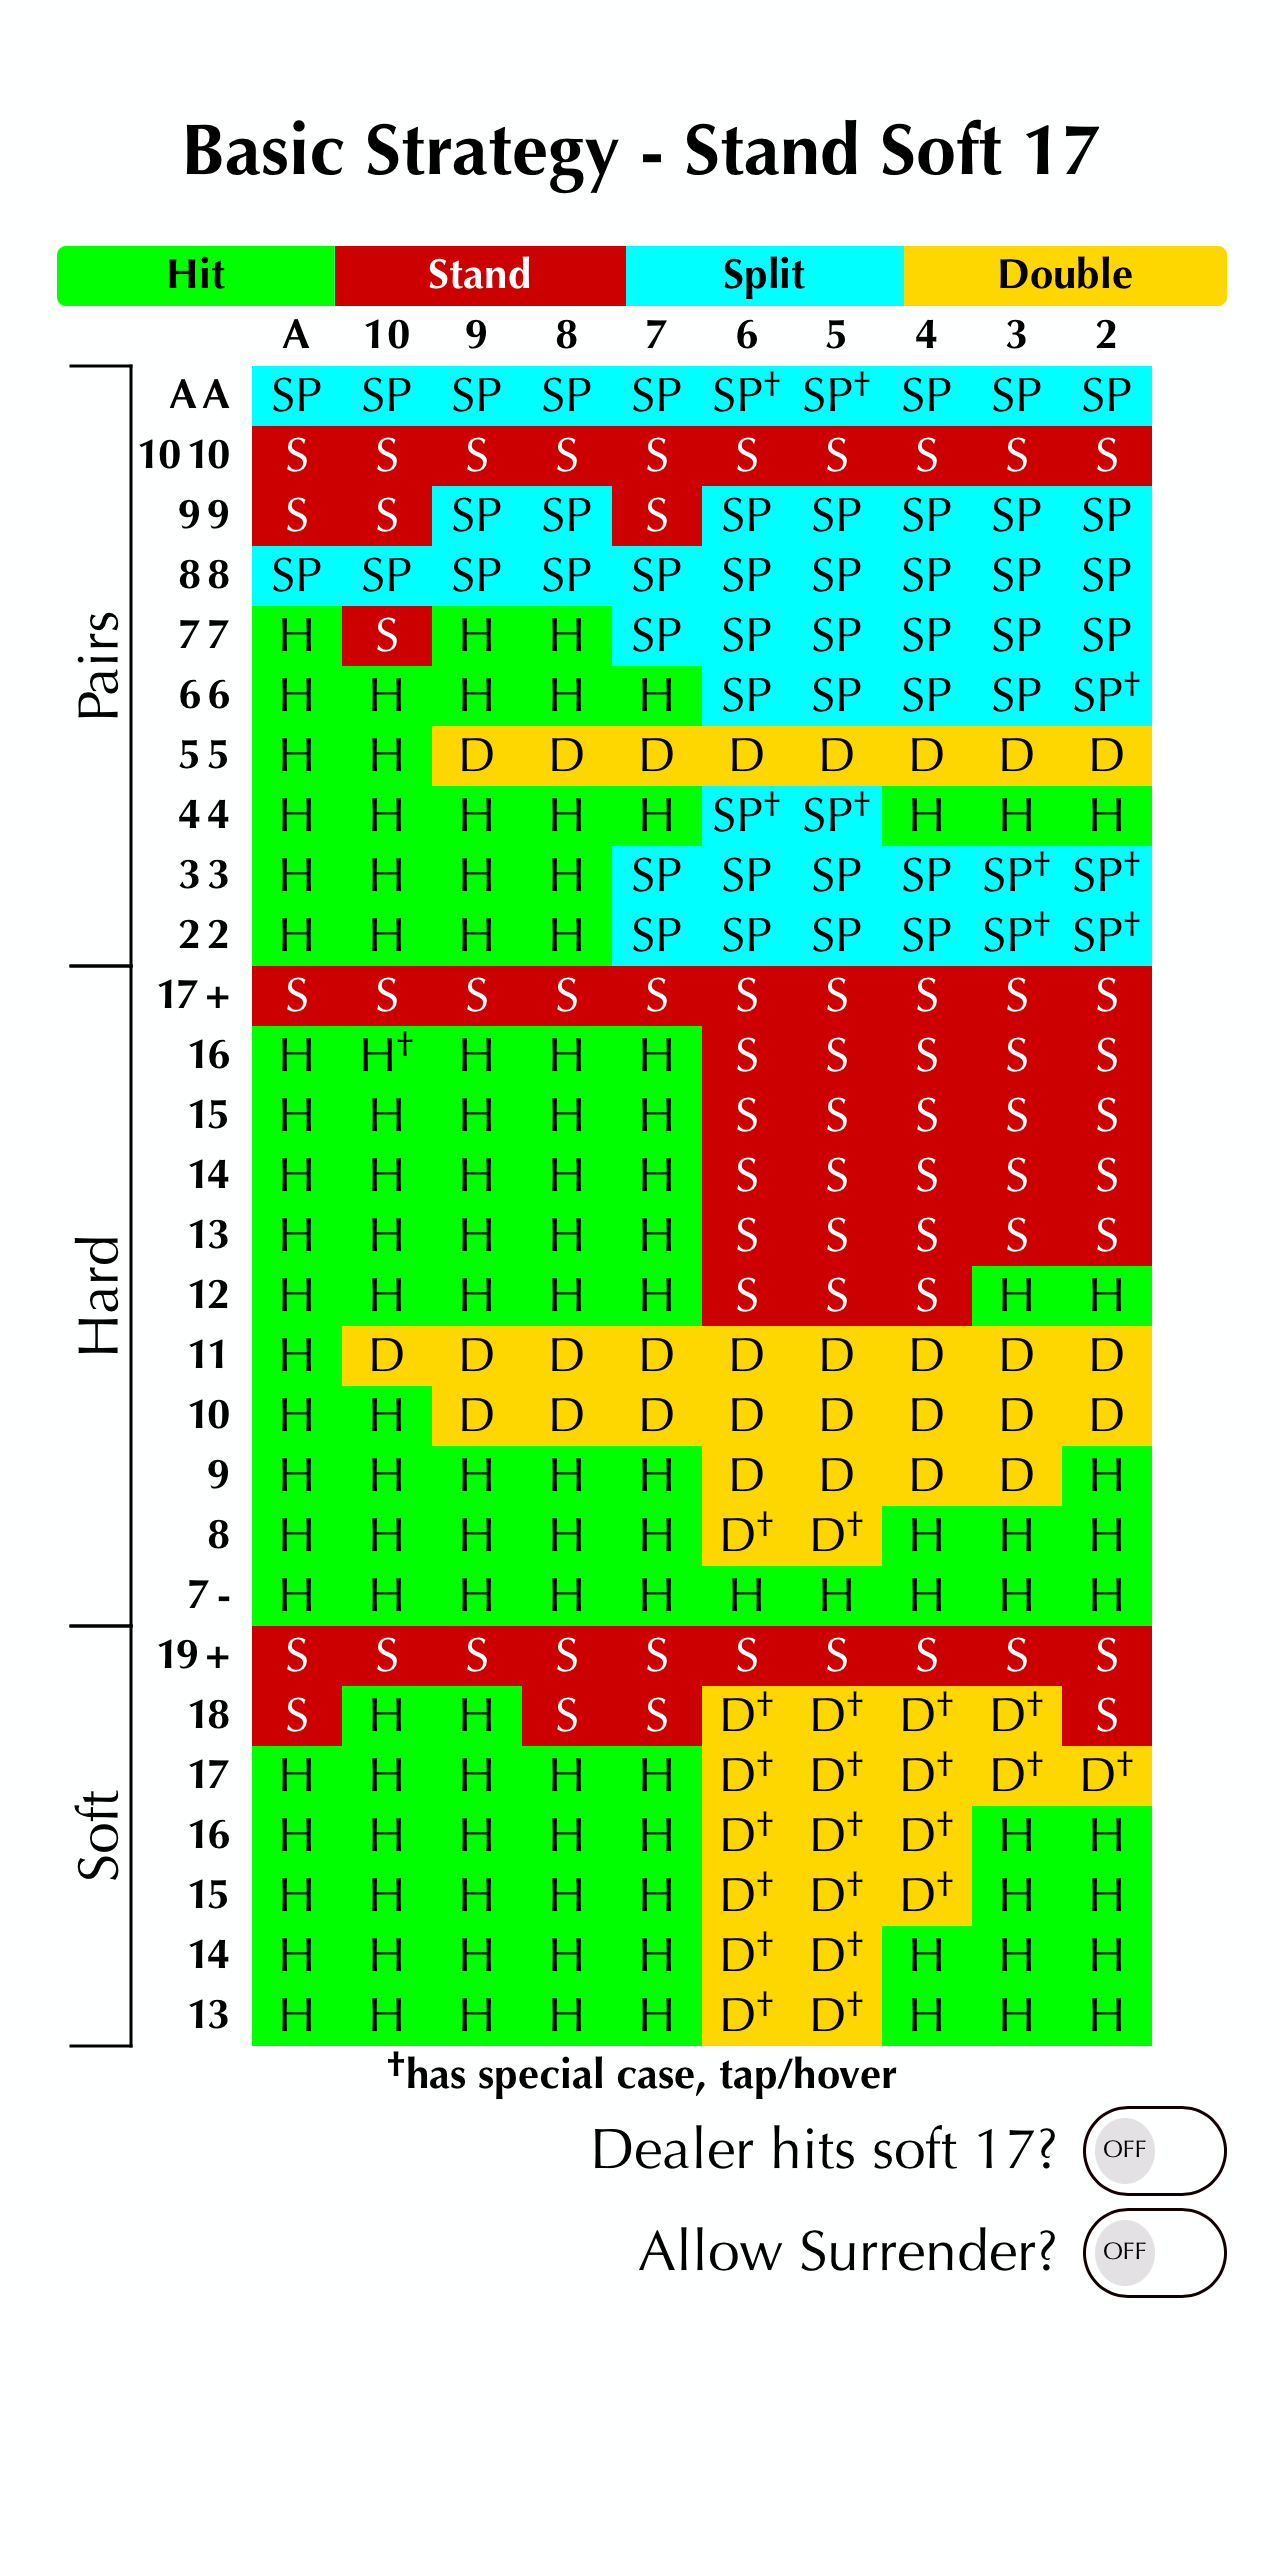 Basic Strategy - Stand Soft 17
Hit Stand Split Double
A 10 9 8 7 6 5 4 3 2
Pairs
A A SP SP SP SP SP SP† SP† SP SP SP
10 10 S S S S S S S S S S
9 9 S S SP SP S SP SP SP SP SP
8 8 SP SP SP SP SP SP SP SP SP SP
7 7 H S H H SP SP SP SP SP SP
6 6 H H H H H SP SP SP SP SP†
5 5 H H D D D D D D D D
4 4 H H H H H SP† SP† H H H
3 3 H H H H SP SP SP SP SP† SP†
2 2 H H H H SP SP SP SP SP† SP†
Hard
17 + S S S S S S S S S S
16 H H† H H H S S S S S
15 H H H H H S S S S S
14 H H H H H S S S S S
13 H H H H H S S S S S
12 H H H H H S S S H H
11 H D D D D D D D D D
10 H H D D D D D D D D
9 H H H H H D D D D H
8 H H H H H D† D† H H H
7 - H H H H H H H H H H
Soft
19 + S S S S S S S S S S
18 S H H S S D† D† D† D† S
17 H H H H H D† D† D† D† D†
16 H H H H H D† D† D† H H
15 H H H H H D† D† D† H H
14 H H H H H D† D† H H H
13 H H H H H D† D† H H H
†has special case, tap/hover
Dealer hits soft 17? OFF
Allow Surrender? OFF